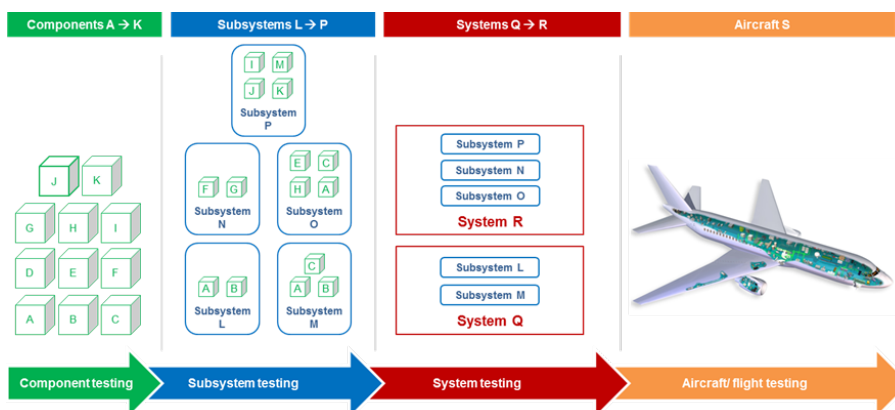 Components A → K
Subsystems L → P
Systems Q → R
Aircraft S
J K
G H I
D E F
A B C
I M
J K
Subsystem
P
F G
Subsystem
N
E C
H A
Subsystem
O
A B
Subsystem
L
C
A B
Subsystem
M
Subsystem P
Subsystem N
Subsystem O
System R
Subsystem L
Subsystem M
System Q
Component testing
Subsystem testing
System testing
Aircraft/ flight testing